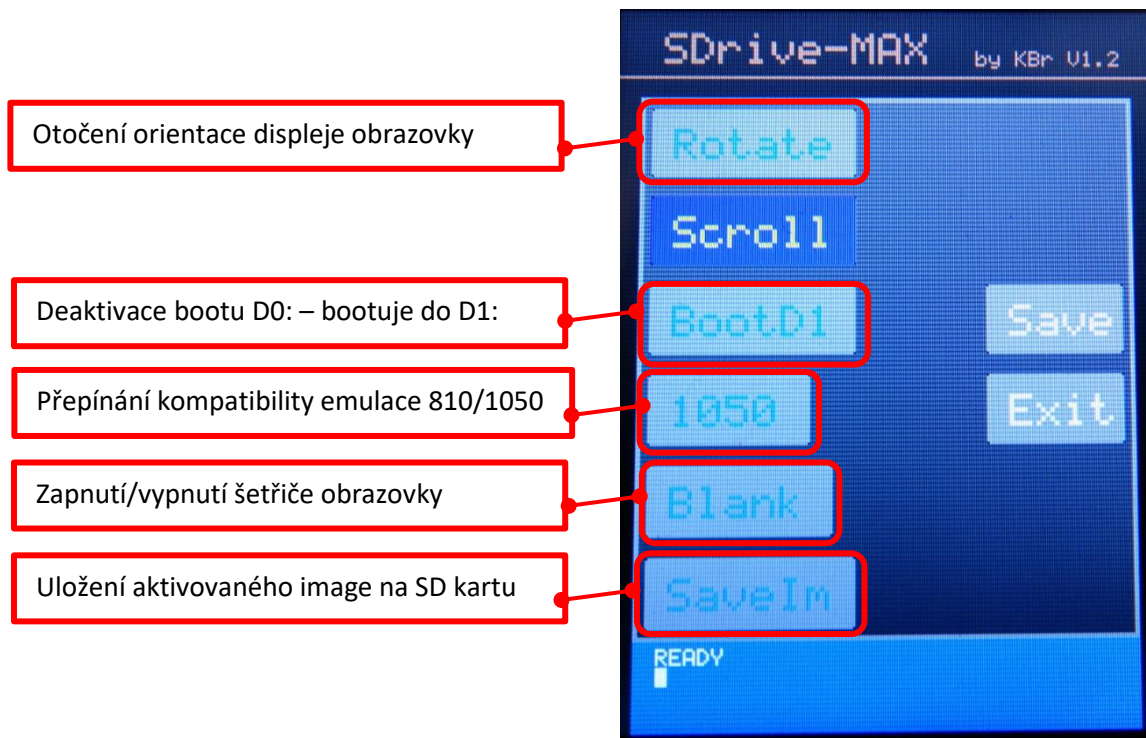 SDrive-MAX by KBr V1.2
Otočení orientace displeje obrazovky
Rotate
Scroll
Deaktivace bootu D0: – bootuje do D1:
BootD1
Save
Přepínání kompatibility emulace 810/1050
1050
Exit
Zapnutí/vypnutí šetřiče obrazovky
Blank
Uložení aktivovaného image na SD kartu
SaveIm
READY